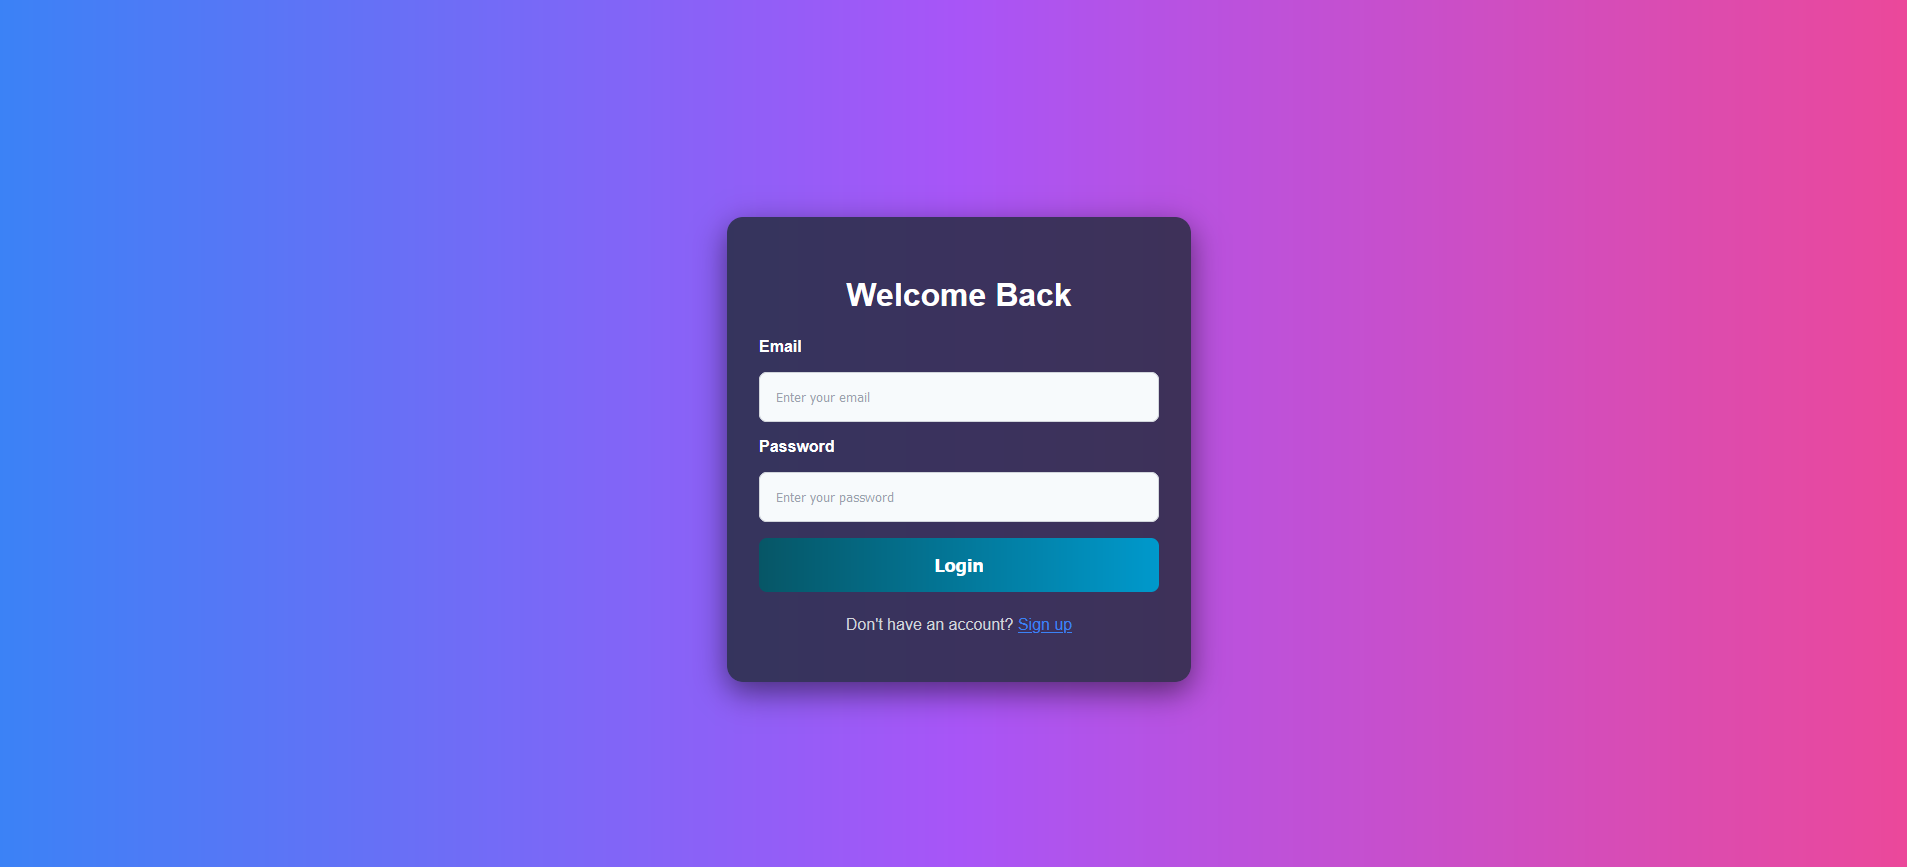 Welcome Back
Email
Enter your email
Password
Enter your password
Login
Don't have an account? Sign up